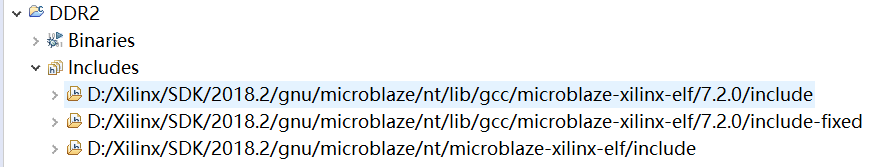 DDR2
Binaries
Includes
D:/Xilinx/SDK/2018.2/gnu/microblaze/nt/lib/gcc/microblaze-xilinx-elf/7.2.0/include
D:/Xilinx/SDK/2018.2/gnu/microblaze/nt/lib/gcc/microblaze-xilinx-elf/7.2.0/include-fixed
D:/Xilinx/SDK/2018.2/gnu/microblaze/nt/microblaze-xilinx-elf/include